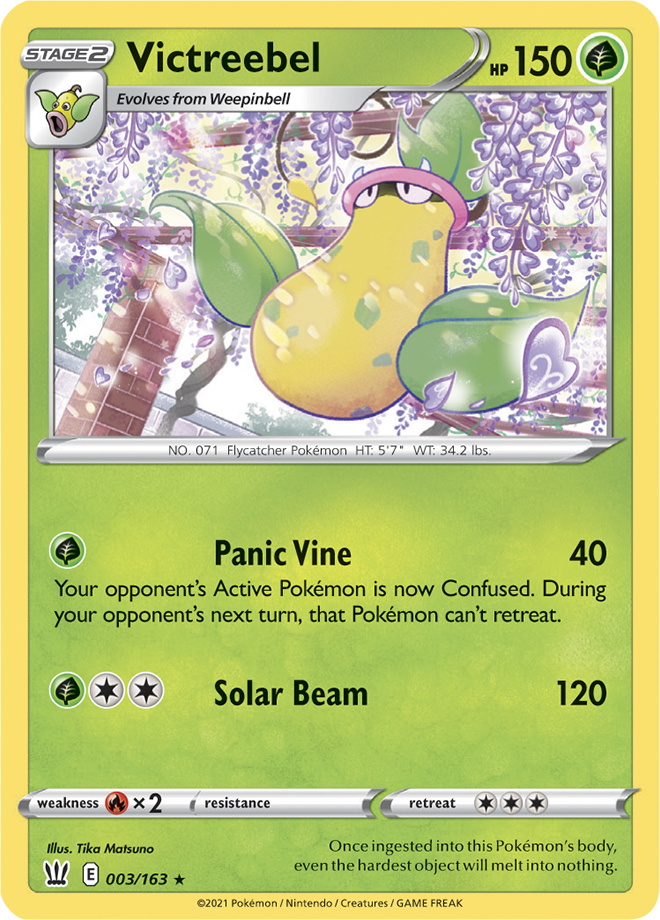 STAGE 2
Victreebel
HP 150
Evolves from Weepinbell
NO. 071 Flycatcher Pokémon HT: 5'7" WT: 34.2 lbs.
Panic Vine 40
Your opponent's Active Pokémon is now Confused. During
your opponent's next turn, that Pokémon can't retreat.
Solar Beam 120
weakness ×2 resistance retreat
Illus. Tika Matsuno
Once ingested into this Pokémon's body,
even the hardest object will melt into nothing.
E 003/163 ★
©2021 Pokémon / Nintendo / Creatures / GAME FREAK